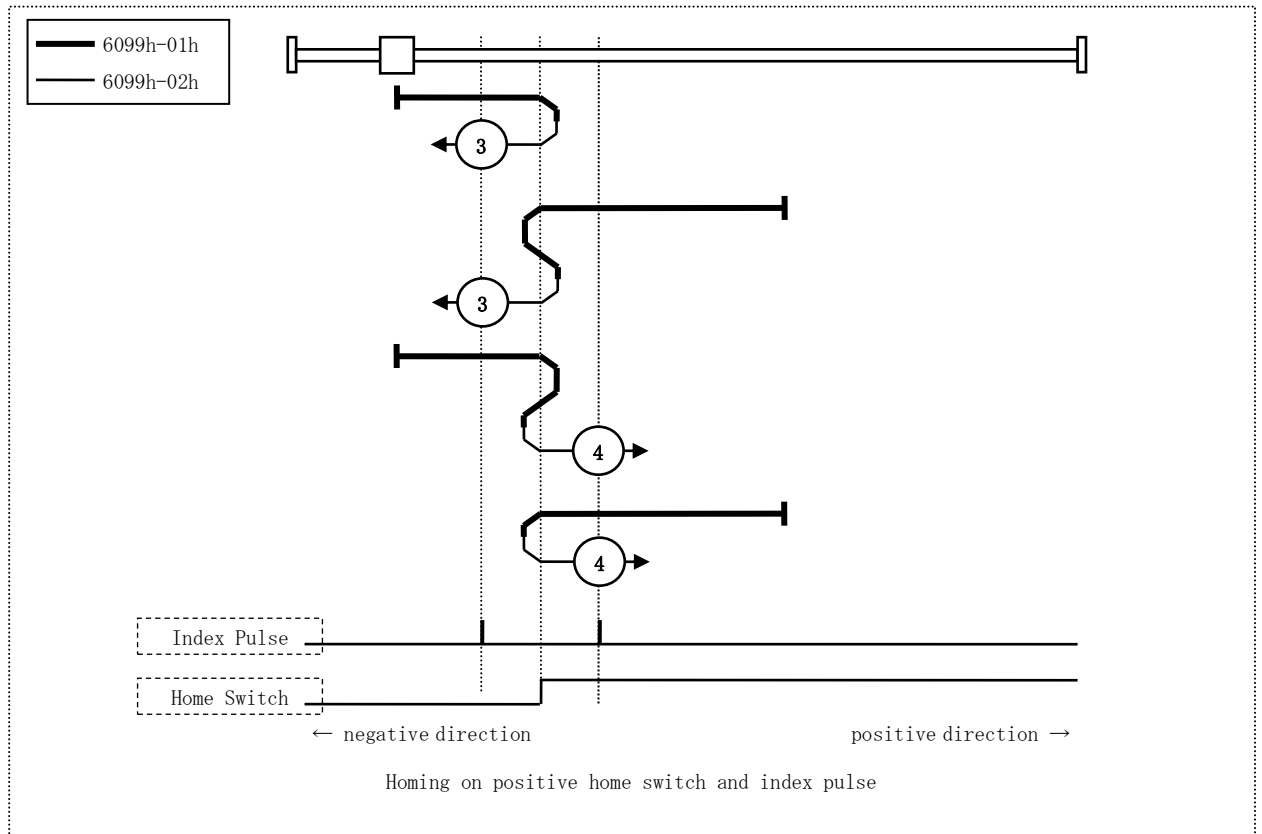 6099h-01h
6099h-02h
3
3
4
4
Index Pulse
Home Switch
← negative direction
positive direction →
Homing on positive home switch and index pulse